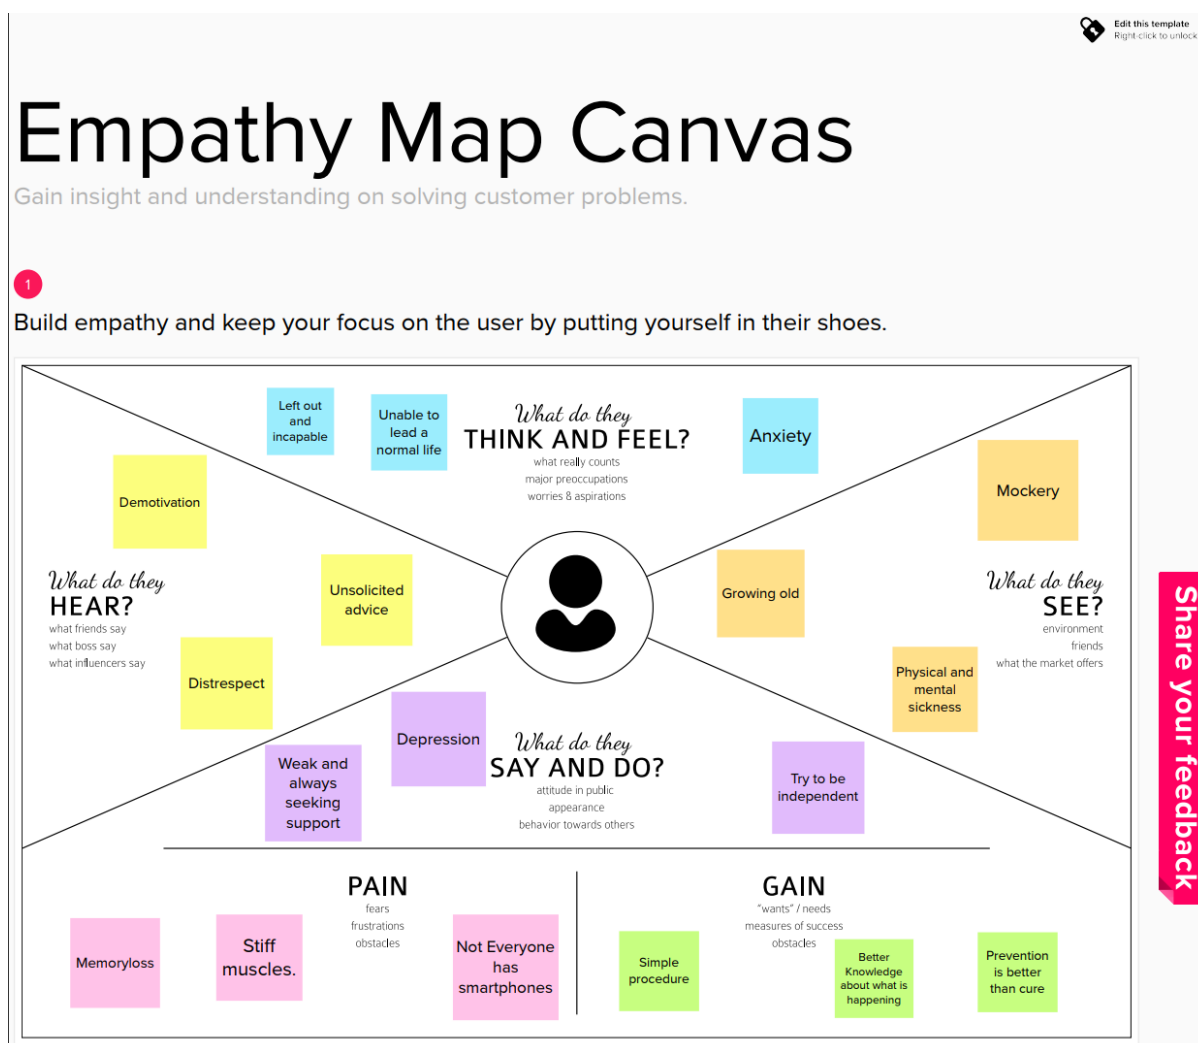 Edit this template
Right-click to unlock
Empathy Map Canvas
Gain insight and understanding on solving customer problems.
1
Build empathy and keep your focus on the user by putting yourself in their shoes.
Left out
and
incapable
Unable to
lead a
normal life
What do they
THINK AND FEEL?
what really counts
major preoccupations
worries & aspirations
Anxiety
Demotivation
Unsolicited
advice
What do they
HEAR?
what friends say
what boss say
what influencers say
Distrespect
Mockery
Growing old
What do they
SEE?
environment
friends
what the market offers
Physical and
mental
sickness
Depression
Weak and
always
seeking
support
What do they
SAY AND DO?
attitude in public
appearance
behavior towards others
Try to be
independent
PAIN
fears
frustrations
obstacles
Memoryloss
Stiff
muscles.
Not Everyone
has
smartphones
GAIN
"wants" / needs
measures of success
obstacles
Simple
procedure
Better
Knowledge
about what is
happening
Prevention
is better
than cure
Share your feedback